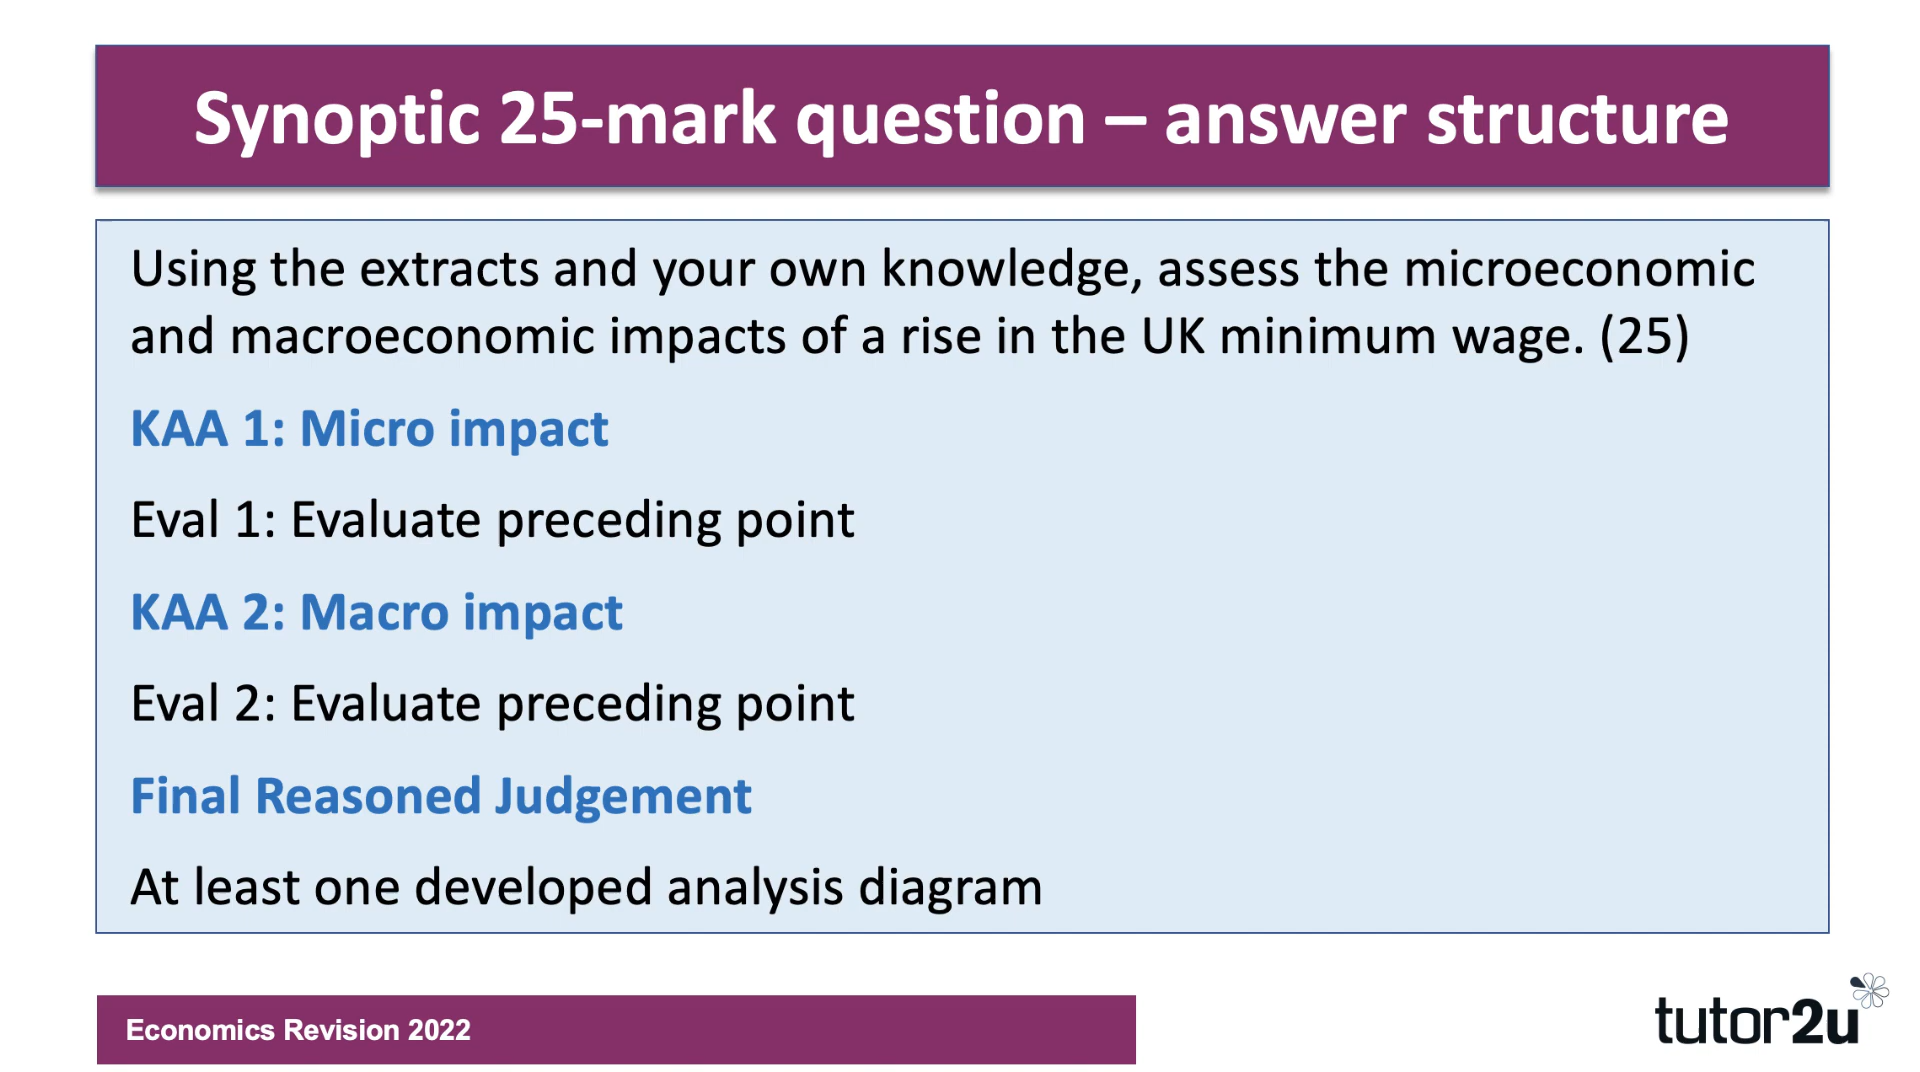 Synoptic 25-mark question – answer structure
Using the extracts and your own knowledge, assess the microeconomic
and macroeconomic impacts of a rise in the UK minimum wage. (25)
KAA 1: Micro impact
Eval 1: Evaluate preceding point
KAA 2: Macro impact
Eval 2: Evaluate preceding point
Final Reasoned Judgement
At least one developed analysis diagram
Economics Revision 2022
tutor2u